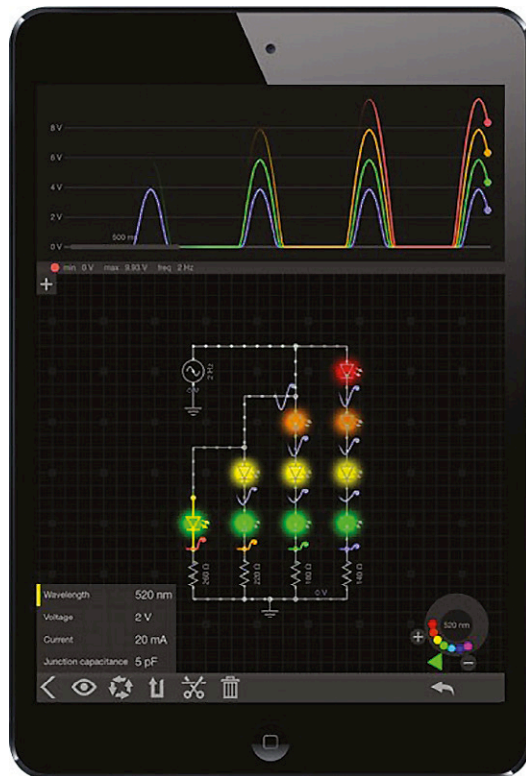 8 V
6 V
4 V
2 V
500 m
0 V
min 0 V max 9.93 V freq 2 Hz
+
2 Hz
0 V
260 Ω
220 Ω
180 Ω
140 Ω
0 V
Wavelength 520 nm
Voltage 2 V
Current 20 mA
Junction capacitance 5 pF
520 nm
+
−